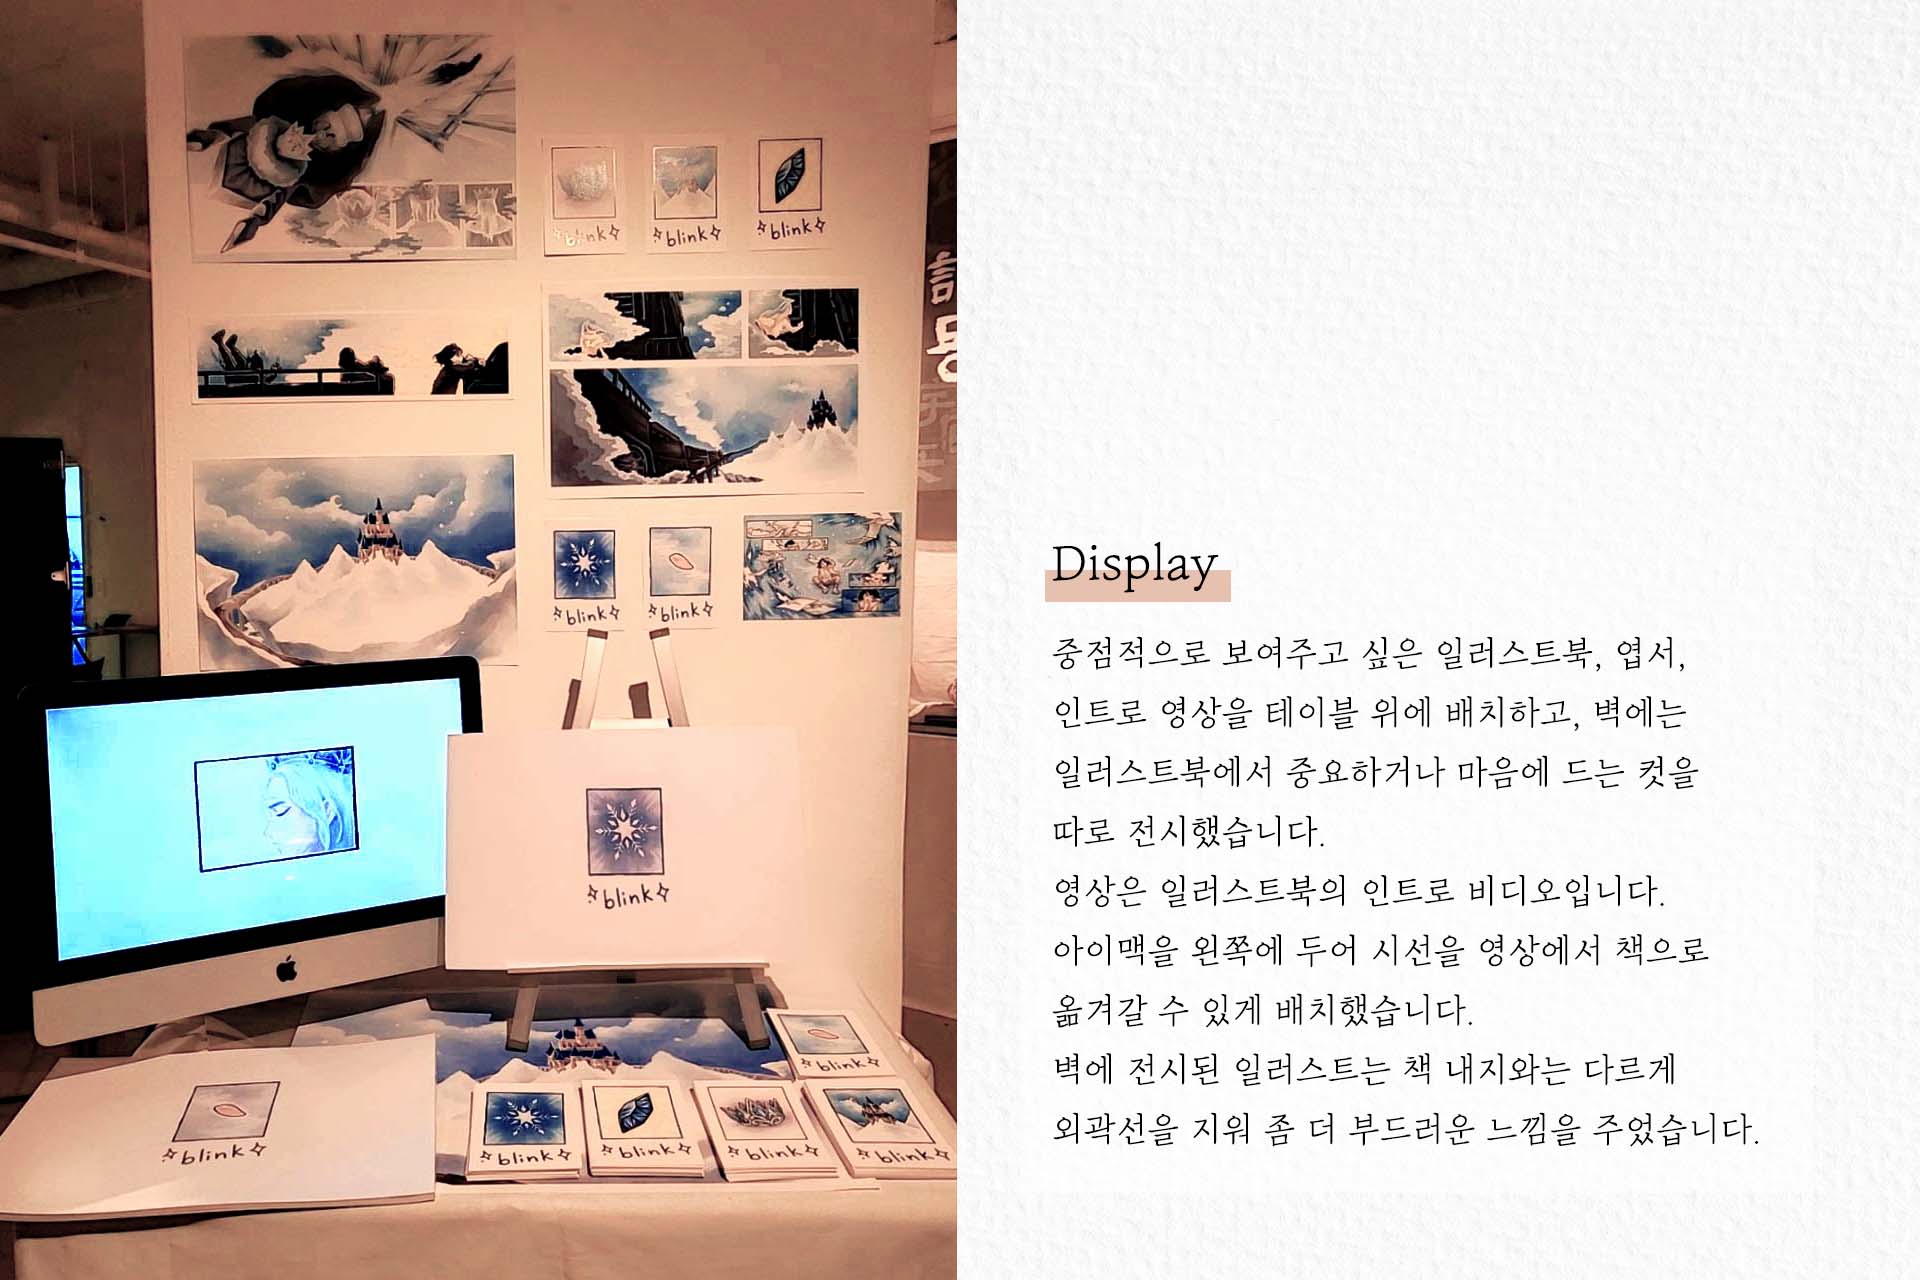 blink
blink
blink
blink
blink
blink
blink
blink
blink
blink
blink
blink
Display
중점적으로 보여주고 싶은 일러스트북, 엽서,
인트로 영상을 테이블 위에 배치하고, 벽에는
일러스트북에서 중요하거나 마음에 드는 컷을
따로 전시했습니다.
영상은 일러스트북의 인트로 비디오입니다.
아이맥을 왼쪽에 두어 시선을 영상에서 책으로
옮겨갈 수 있게 배치했습니다.
벽에 전시된 일러스트는 책 내지와는 다르게
외곽선을 지워 좀 더 부드러운 느낌을 주었습니다.